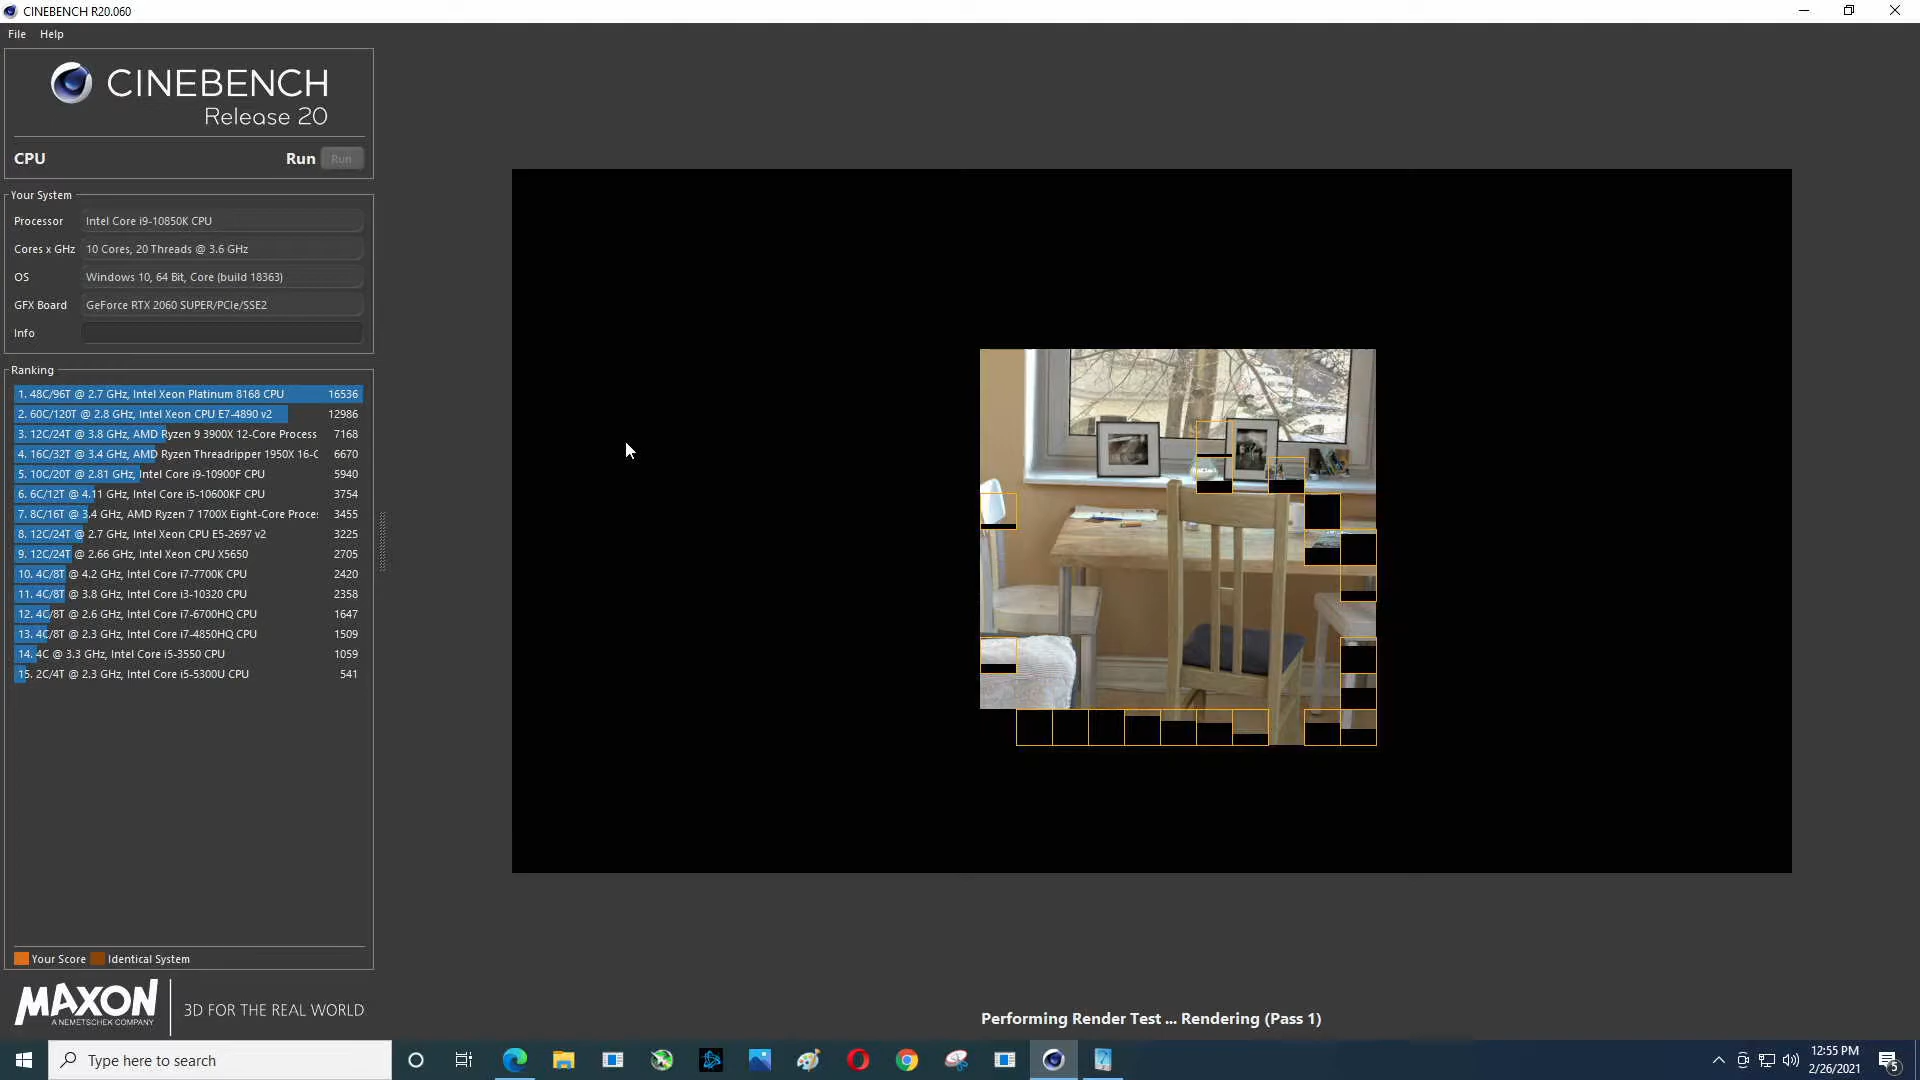 CINEBENCH R20.060
File Help
CINEBENCH
Release 20
CPU Run Run
Your System
Processor Intel Core i9-10850K CPU
Cores x GHz 10 Cores, 20 Threads @ 3.6 GHz
OS Windows 10, 64 Bit, Core (build 18363)
GFX Board GeForce RTX 2060 SUPER/PCIe/SSE2
Info
Ranking
1. 48C/96T @ 2.7 GHz, Intel Xeon Platinum 8168 CPU 16536
2. 60C/120T @ 2.8 GHz, Intel Xeon CPU E7-4890 v2 12986
3. 12C/24T @ 3.8 GHz, AMD Ryzen 9 3900X 12-Core Process 7168
4. 16C/32T @ 3.4 GHz, AMD Ryzen Threadripper 1950X 16-C 6670
5. 10C/20T @ 2.81 GHz, Intel Core i9-10900F CPU 5940
6. 6C/12T @ 4.11 GHz, Intel Core i5-10600KF CPU 3754
7. 8C/16T @ 3.4 GHz, AMD Ryzen 7 1700X Eight-Core Proce: 3455
8. 12C/24T @ 2.7 GHz, Intel Xeon CPU E5-2697 v2 3225
9. 12C/24T @ 2.66 GHz, Intel Xeon CPU X5650 2705
10. 4C/8T @ 4.2 GHz, Intel Core i7-7700K CPU 2420
11. 4C/8T @ 3.8 GHz, Intel Core i3-10320 CPU 2358
12. 4C/8T @ 2.6 GHz, Intel Core i7-6700HQ CPU 1647
13. 4C/8T @ 2.3 GHz, Intel Core i7-4850HQ CPU 1509
14. 4C @ 3.3 GHz, Intel Core i5-3550 CPU 1059
15. 2C/4T @ 2.3 GHz, Intel Core i5-5300U CPU 541
Your Score Identical System
MAXON
A NEMETSCHEK COMPANY
3D FOR THE REAL WORLD
Performing Render Test ... Rendering (Pass 1)
Type here to search
12:55 PM
2/26/2021
5